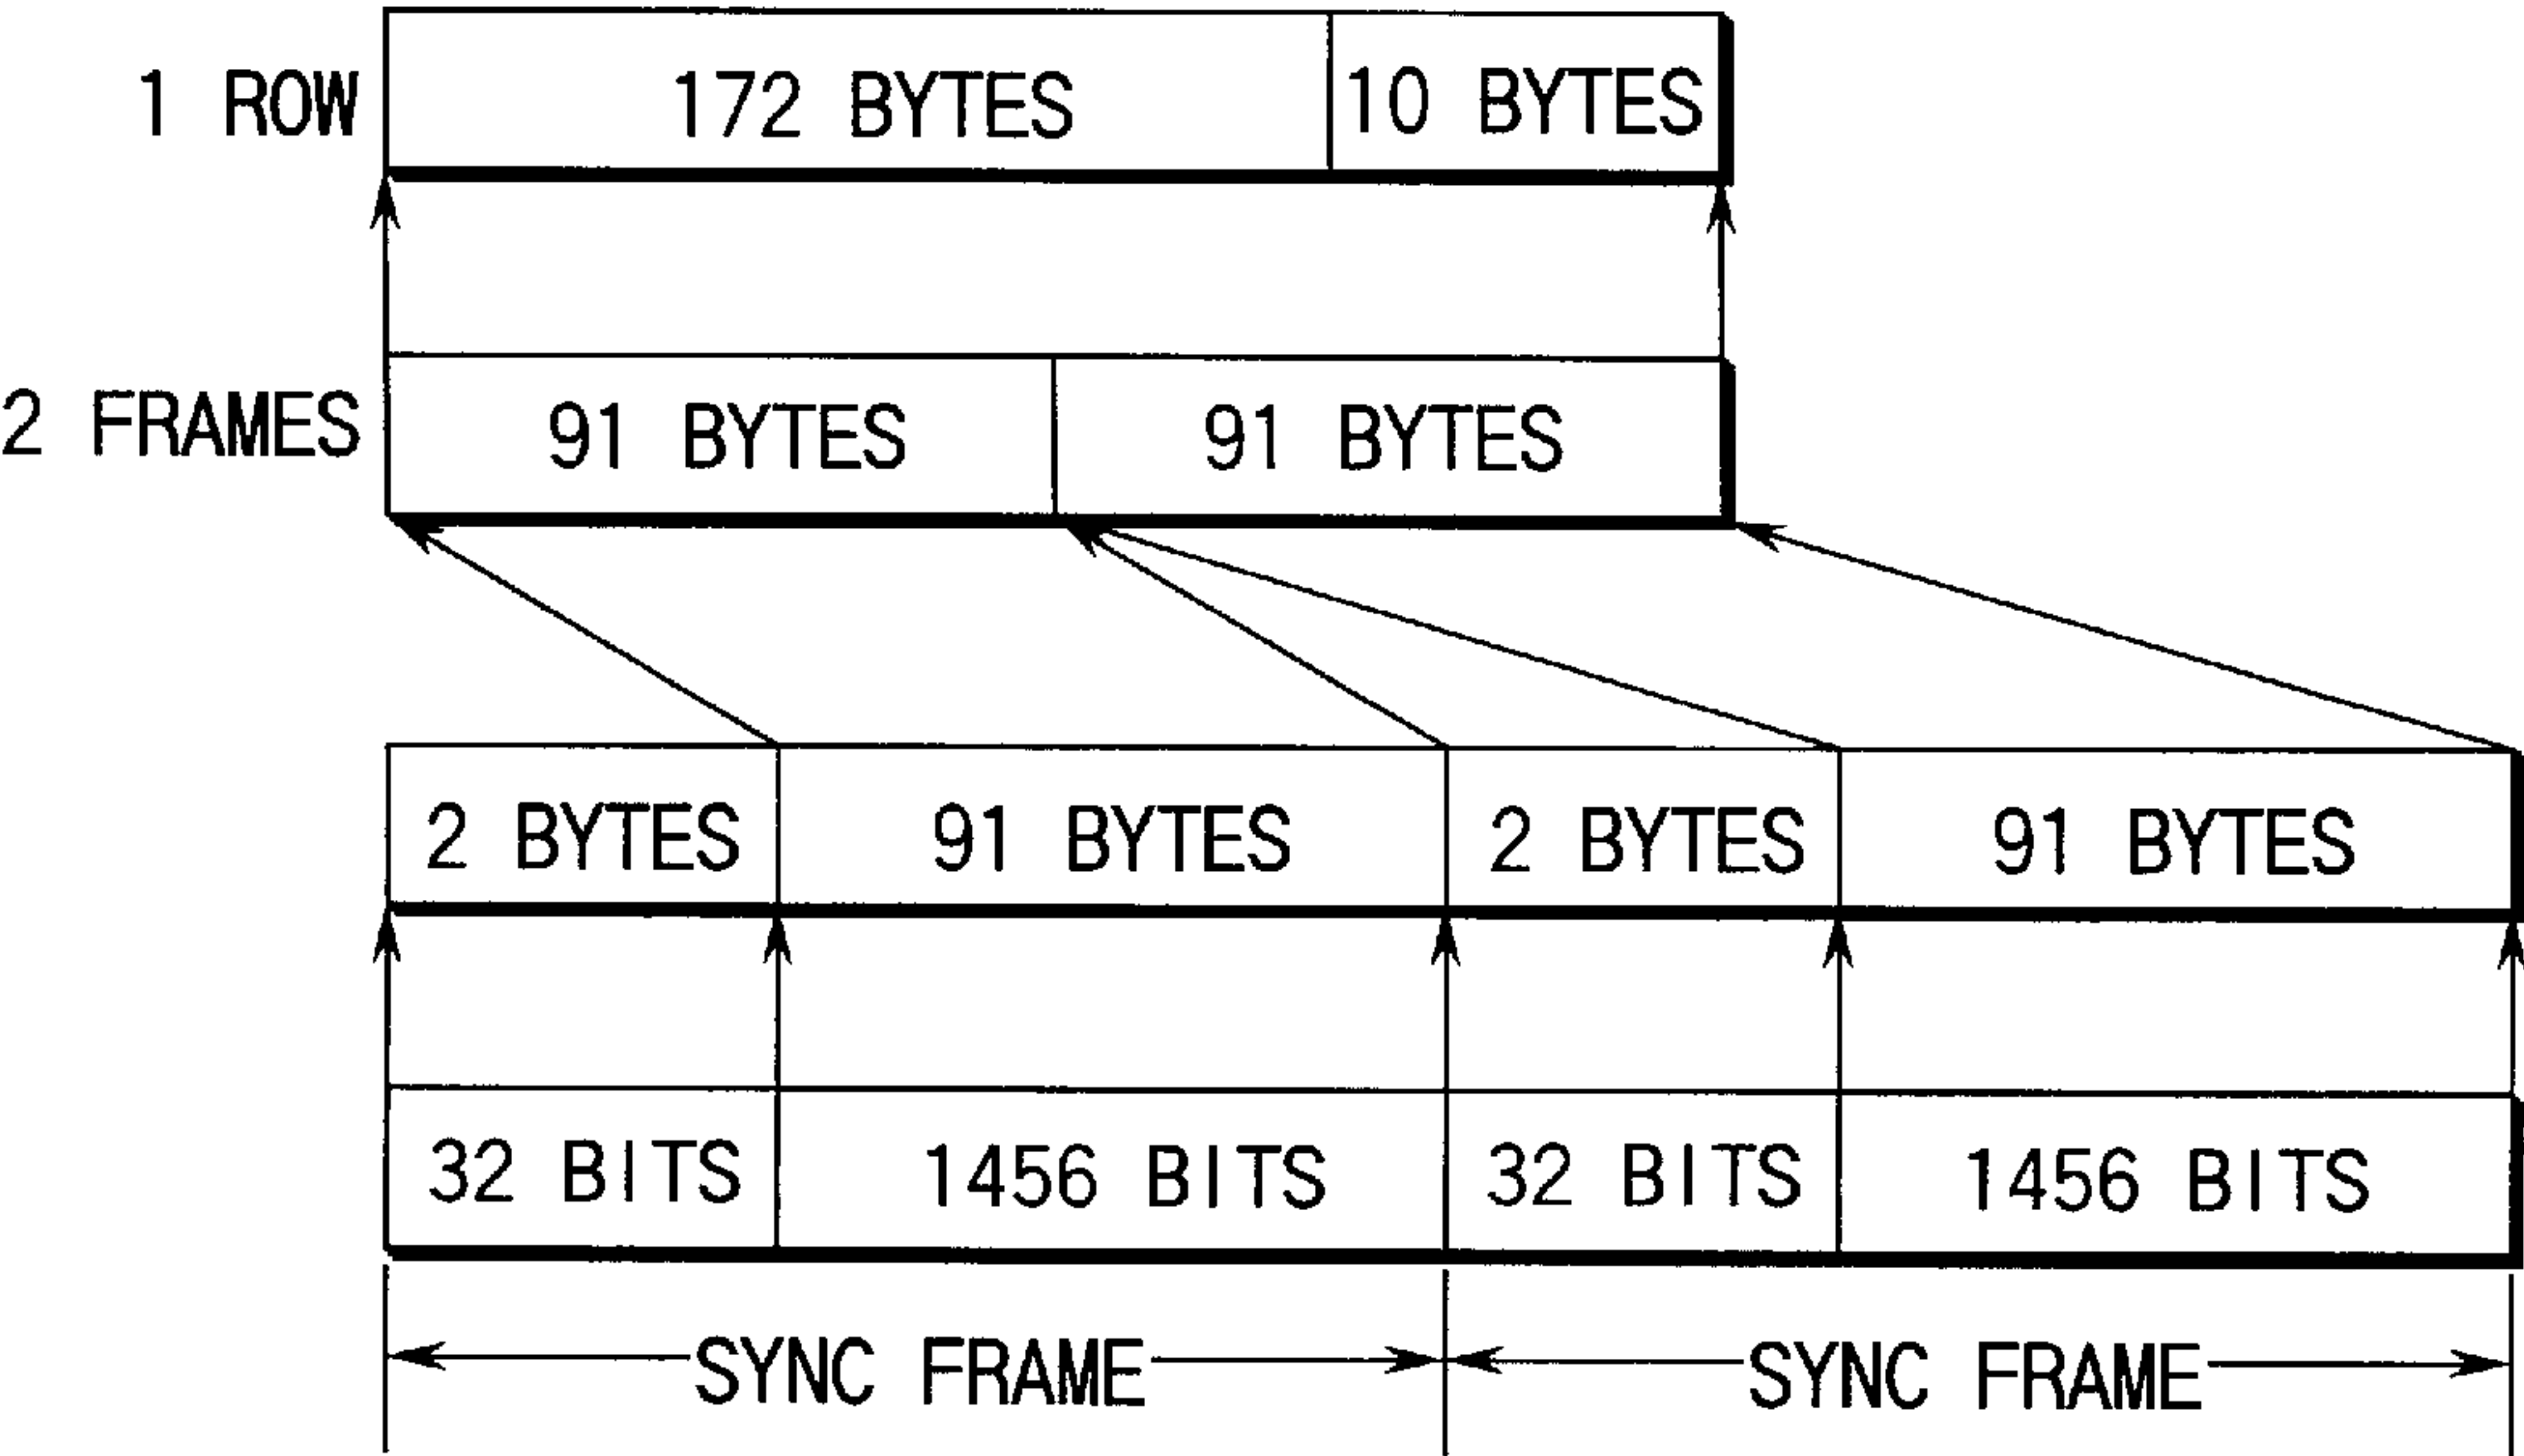 1 ROW 172 BYTES 10 BYTES
2 FRAMES 91 BYTES 91 BYTES
2 BYTES 91 BYTES 2 BYTES 91 BYTES
32 BITS 1456 BITS 32 BITS 1456 BITS
SYNC FRAME SYNC FRAME